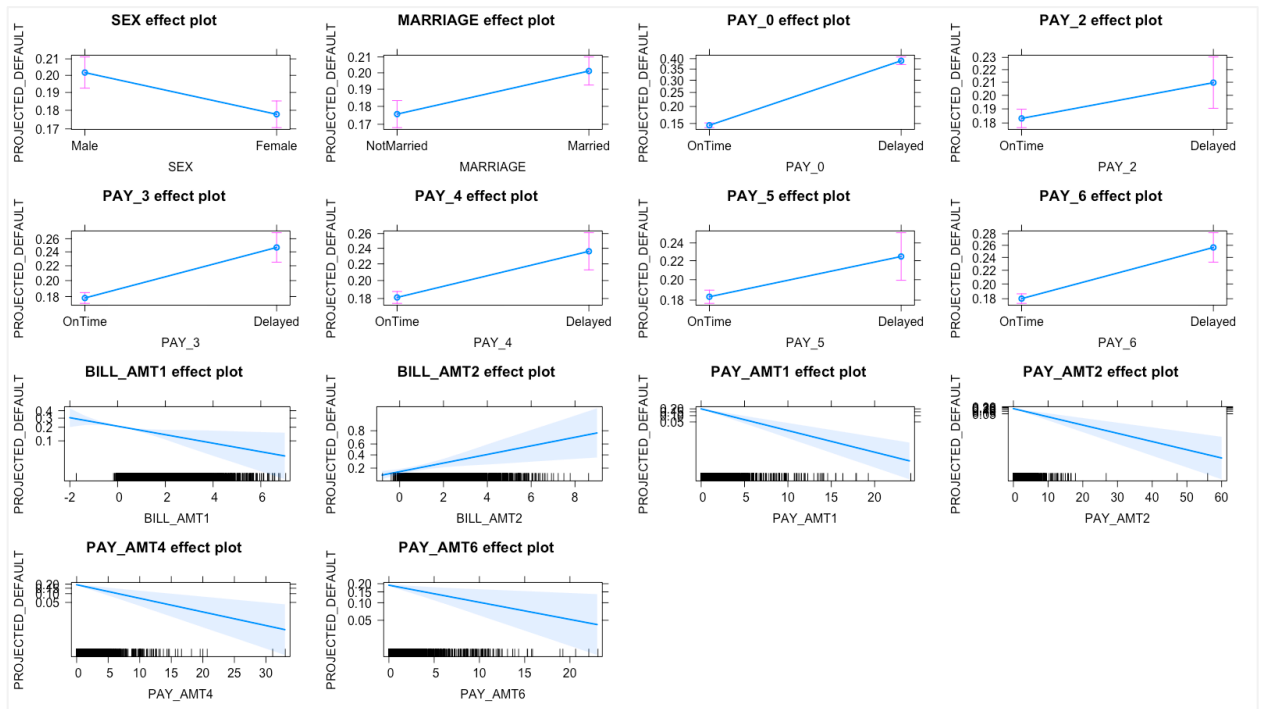 SEX effect plot
PROJECTED_DEFAULT
0.21
0.20
0.18
0.17
Male Female
SEX
MARRIAGE effect plot
PROJECTED_DEFAULT
0.21
0.20
0.19
0.18
0.17
NotMarried Married
MARRIAGE
PAY_0 effect plot
PROJECTED_DEFAULT
0.40
0.35
0.30
0.20
0.15
OnTime Delayed
PAY_0
PAY_2 effect plot
PROJECTED_DEFAULT
0.23
0.22
0.21
0.19
0.18
OnTime Delayed
PAY_2
PAY_3 effect plot
PROJECTED_DEFAULT
0.26
0.24
0.22
0.20
0.18
OnTime Delayed
PAY_3
PAY_4 effect plot
PROJECTED_DEFAULT
0.26
0.24
0.22
0.20
0.18
OnTime Delayed
PAY_4
PAY_5 effect plot
PROJECTED_DEFAULT
0.24
0.22
0.20
0.18
OnTime Delayed
PAY_5
PAY_6 effect plot
PROJECTED_DEFAULT
0.28
0.26
0.24
0.22
0.20
0.18
OnTime Delayed
PAY_6
BILL_AMT1 effect plot
PROJECTED_DEFAULT
0.4
0.3
0.2
0.1
-2 0 2 4 6
BILL_AMT1
BILL_AMT2 effect plot
PROJECTED_DEFAULT
0.8
0.6
0.4
0.2
0 2 4 6 8
BILL_AMT2
PAY_AMT1 effect plot
PROJECTED_DEFAULT
0.05
0 5 10 15 20
PAY_AMT1
PAY_AMT2 effect plot
PROJECTED_DEFAULT
0 10 20 30 40 50 60
PAY_AMT2
PAY_AMT4 effect plot
PROJECTED_DEFAULT
0.20
0.05
0 5 10 15 20 25 30
PAY_AMT4
PAY_AMT6 effect plot
PROJECTED_DEFAULT
0.20
0.15
0.10
0.05
0 5 10 15 20
PAY_AMT6